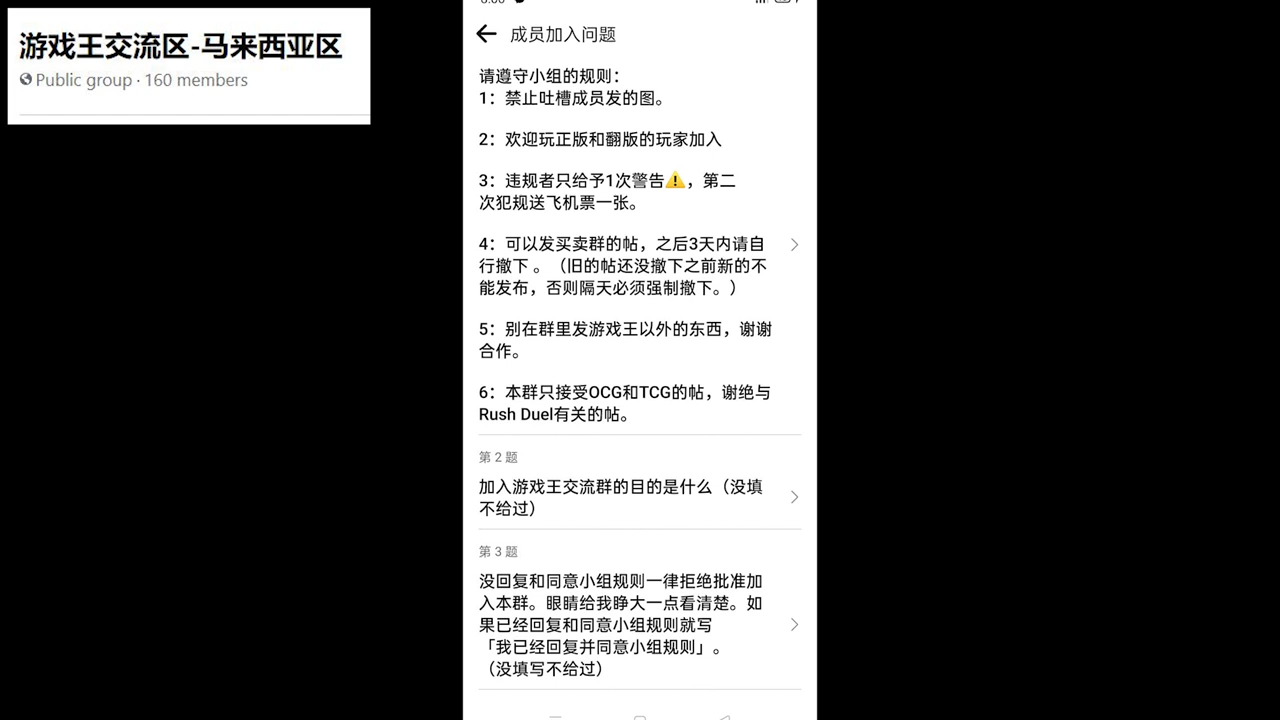 游戏王交流区-马来西亚区
Public group · 160 members
成员加入问题
请遵守小组的规则：
1：禁止吐槽成员发的图。
2：欢迎玩正版和翻版的玩家加入
3：违规者只给予1次警告⚠️，第二
次犯规送飞机票一张。
4：可以发买卖群的帖，之后3天内请自
行撤下 。（旧的帖还没撤下之前新的不
能发布，否则隔天必须强制撤下。）
5：别在群里发游戏王以外的东西，谢谢
合作。
6：本群只接受OCG和TCG的帖，谢绝与
Rush Duel有关的帖。
第 2 题
加入游戏王交流群的目的是什么（没填
不给过）
第 3 题
没回复和同意小组规则一律拒绝批准加
入本群。眼睛给我睁大一点看清楚。如
果已经回复和同意小组规则就写
「我已经回复并同意小组规则」。
（没填写不给过）